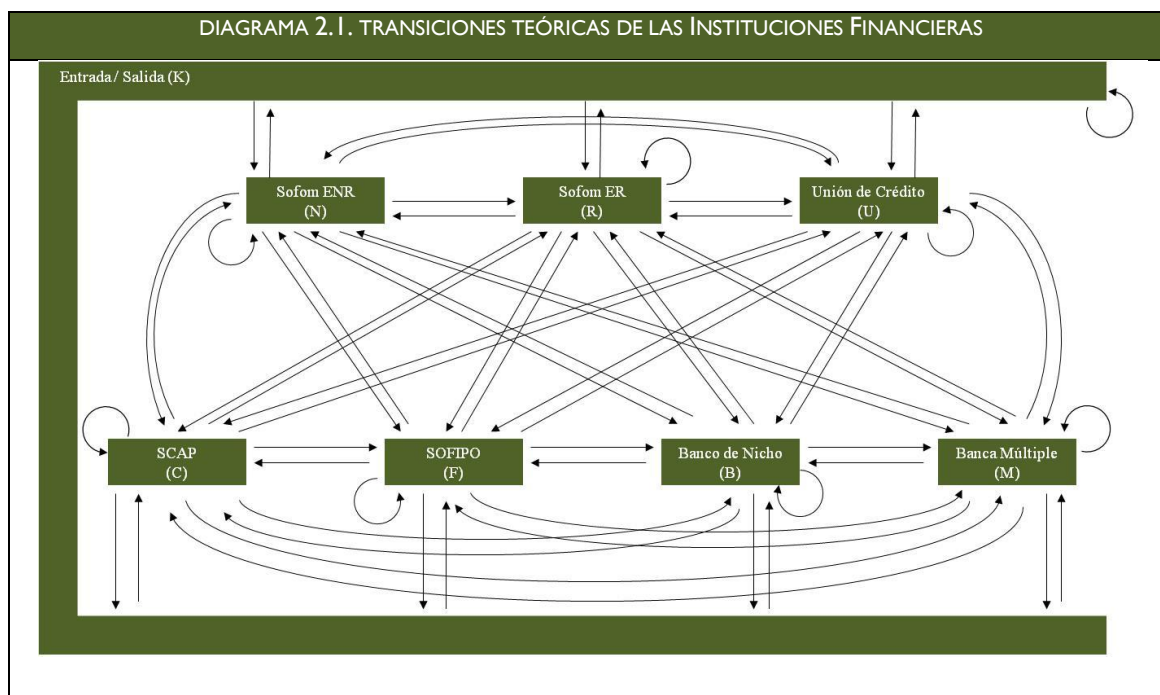 DIAGRAMA 2.1. TRANSICIONES TEÓRICAS DE LAS INSTITUCIONES FINANCIERAS
Entrada / Salida (K)
Sofom ENR
(N)
Sofom ER
(R)
Unión de Crédito
(U)
SCAP
(C)
SOFIPO
(F)
Banco de Nicho
(B)
Banca Múltiple
(M)